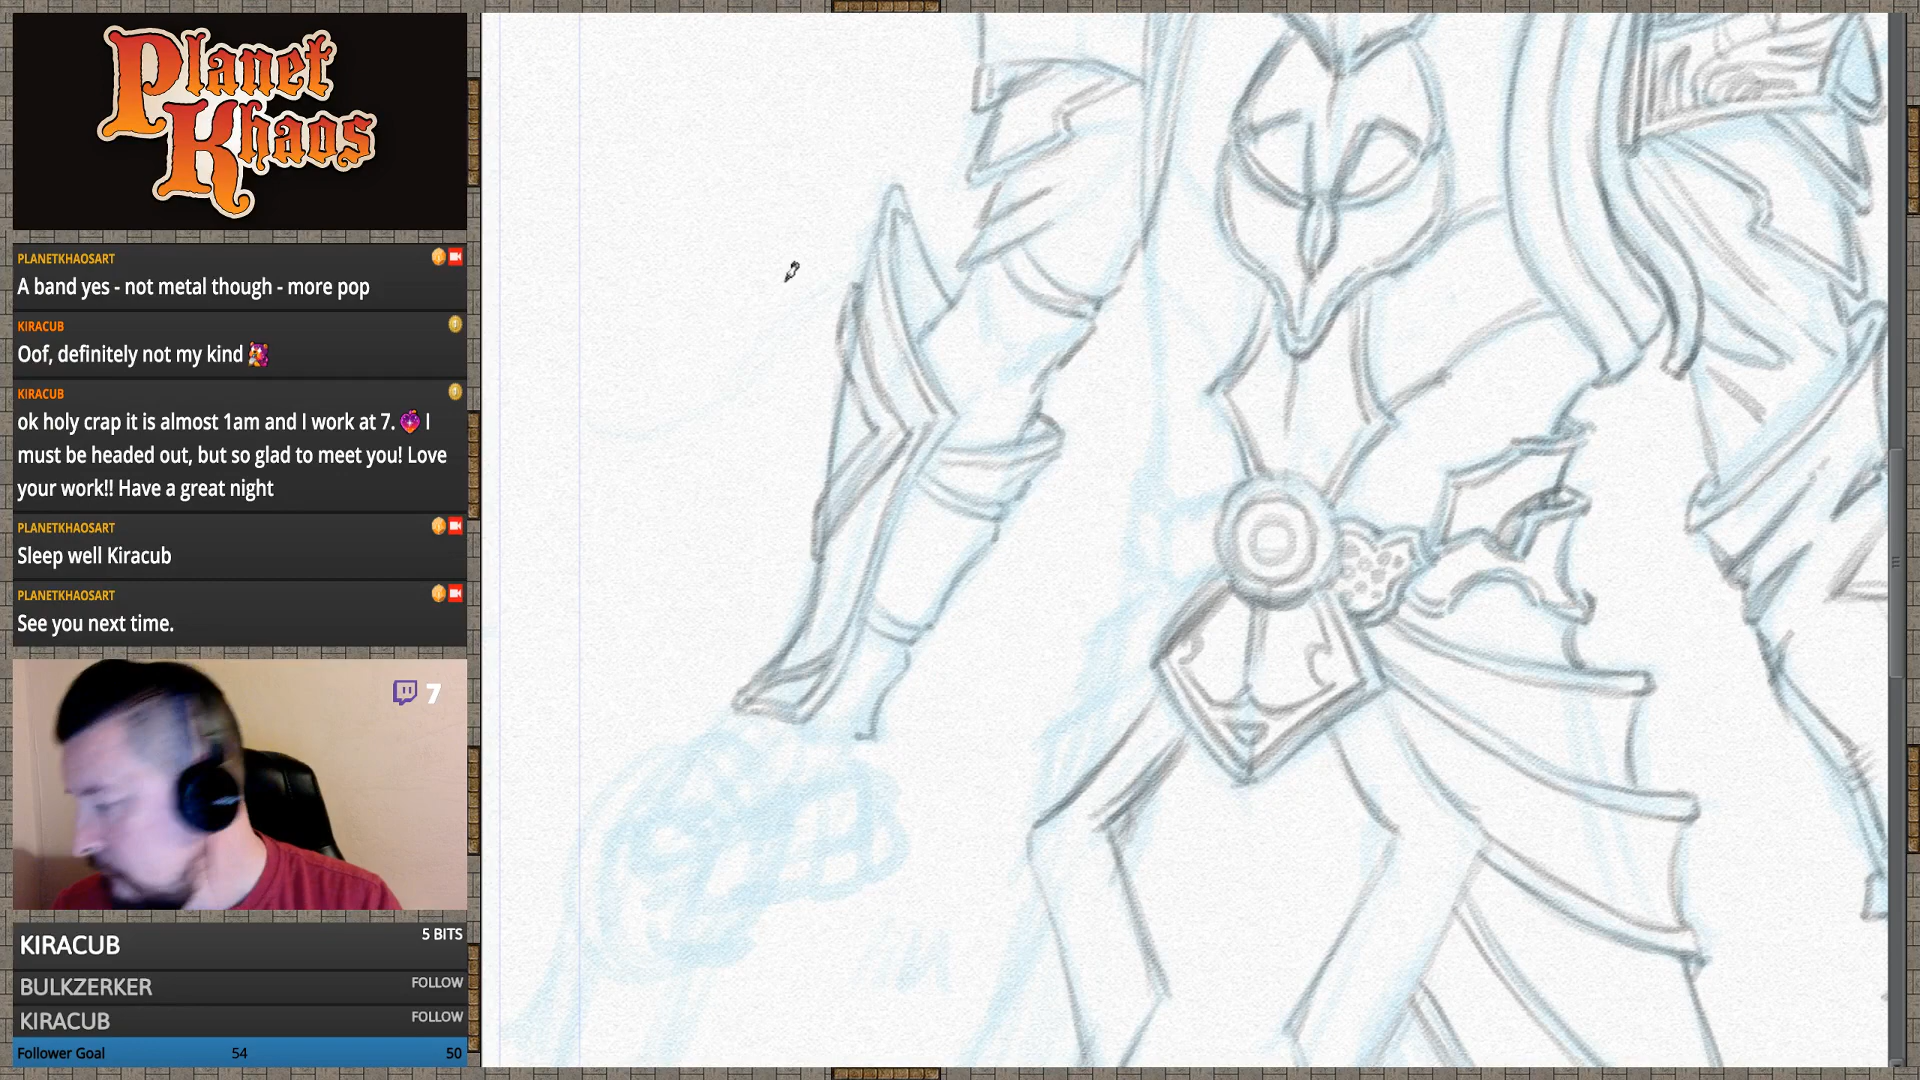 Planet
Khaos
PLANETKHAOSART
A band yes - not metal though - more pop
KIRACUB
Oof, definitely not my kind
KIRACUB
ok holy crap it is almost 1am and I work at 7. I
must be headed out, but so glad to meet you! Love
your work!! Have a great night
PLANETKHAOSART
Sleep well Kiracub
PLANETKHAOSART
See you next time.
7
KIRACUB 5 BITS
BULKZERKER FOLLOW
KIRACUB FOLLOW
Follower Goal 54 50